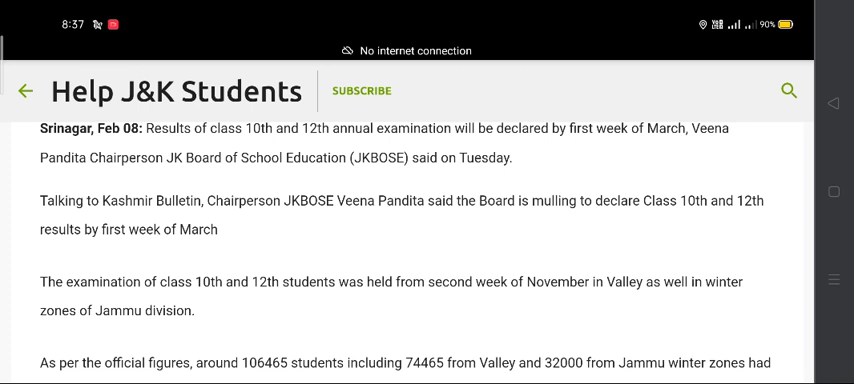 8:37
90%
No internet connection
Help J&K Students
SUBSCRIBE
Srinagar, Feb 08: Results of class 10th and 12th annual examination will be declared by first week of March, Veena
Pandita Chairperson JK Board of School Education (JKBOSE) said on Tuesday.
Talking to Kashmir Bulletin, Chairperson JKBOSE Veena Pandita said the Board is mulling to declare Class 10th and 12th
results by first week of March
The examination of class 10th and 12th students was held from second week of November in Valley as well in winter
zones of Jammu division.
As per the official figures, around 106465 students including 74465 from Valley and 32000 from Jammu winter zones had